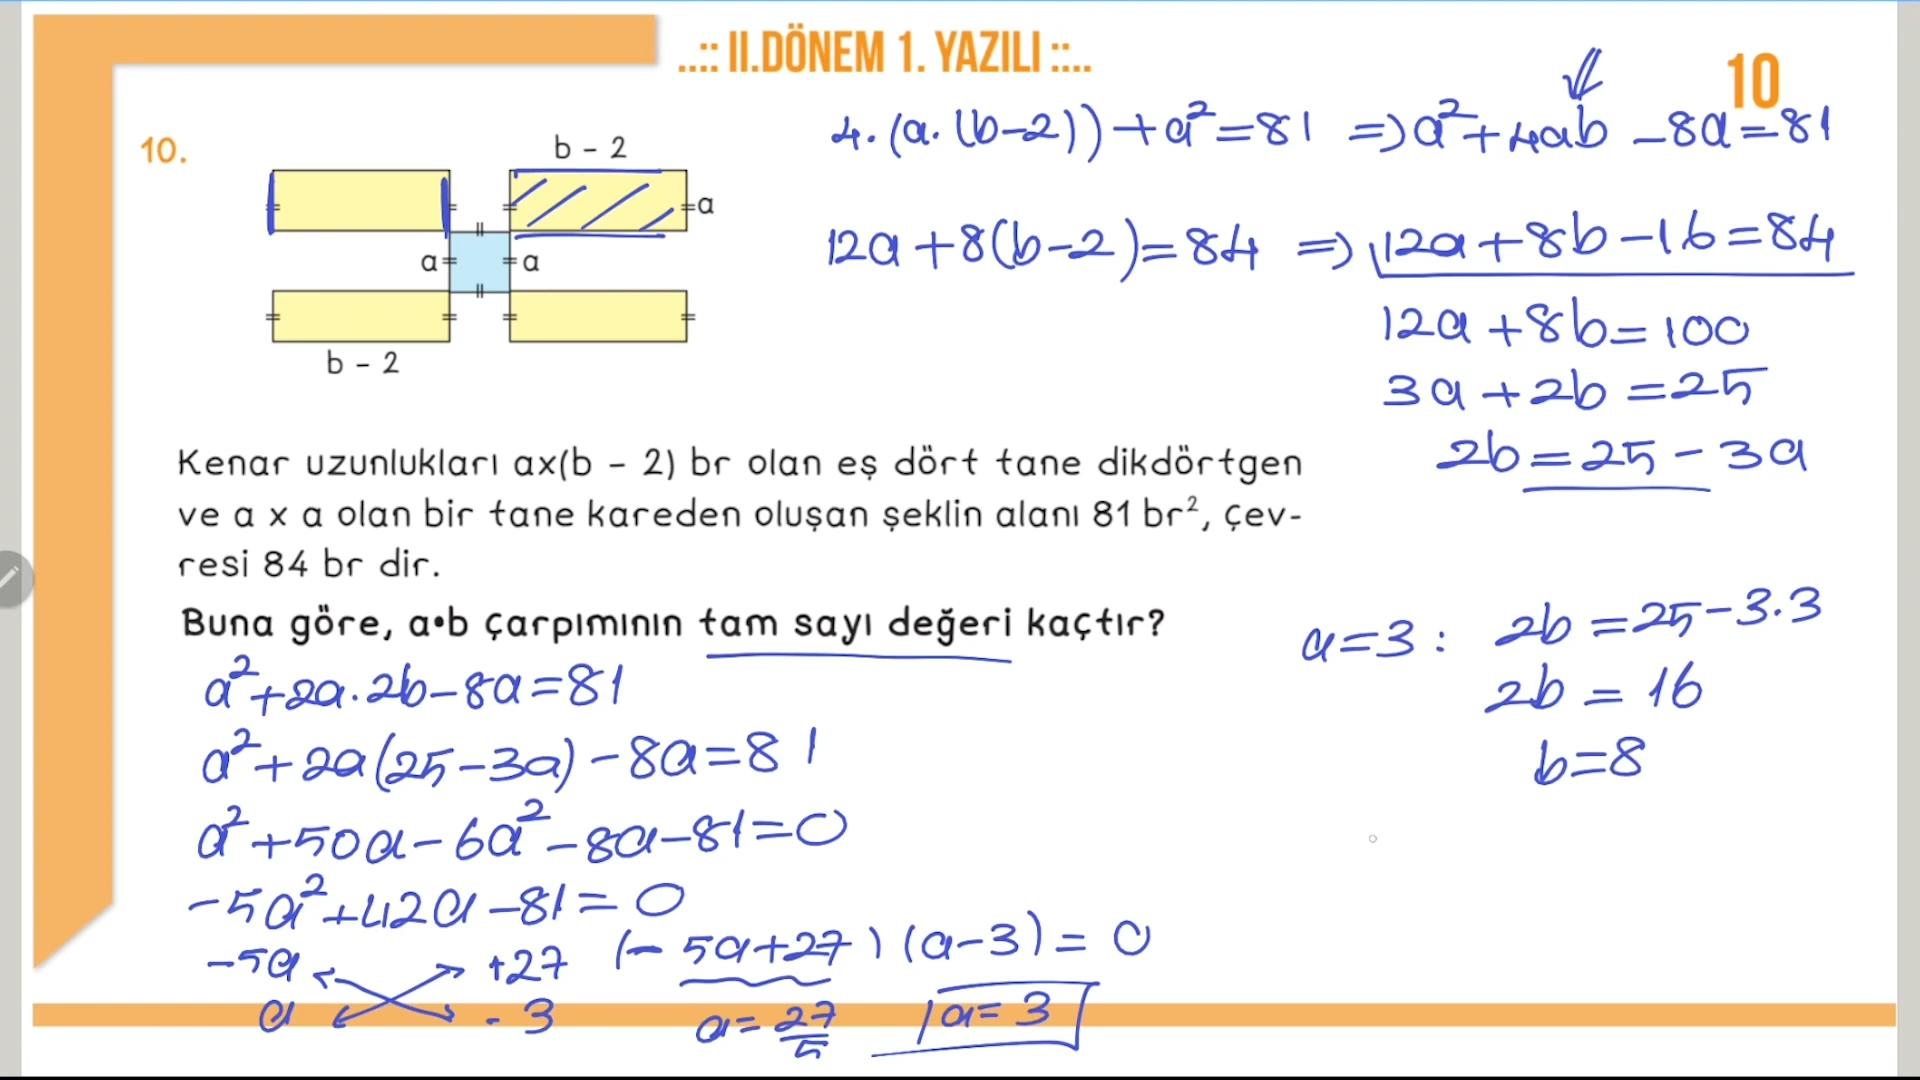 ..:: II.DÖNEM 1. YAZILI ::..
10
10.
b - 2
a
a
a
b - 2
4.(a.(b-2))+a²=81 ⇒ a²+4ab-8a=81
12a+8(b-2)=84 ⇒ 12a+8b-16=84
12a+8b=100
3a+2b=25
2b=25-3a
Kenar uzunlukları ax(b - 2) br olan eş dört tane dikdörtgen
ve a x a olan bir tane kareden oluşan şeklin alanı 81 br², çev-
resi 84 br dir.
Buna göre, a•b çarpımının tam sayı değeri kaçtır?
a²+2a.2b-8a=81
a²+2a(25-3a)-8a=81
a²+50a-6a²-8a-81=0
-5a²+42a-81=0
-5a +27
a -3
(-5a+27)(a-3)=0
a=27/5 a=3
a=3: 2b=25-3.3
2b=16
b=8